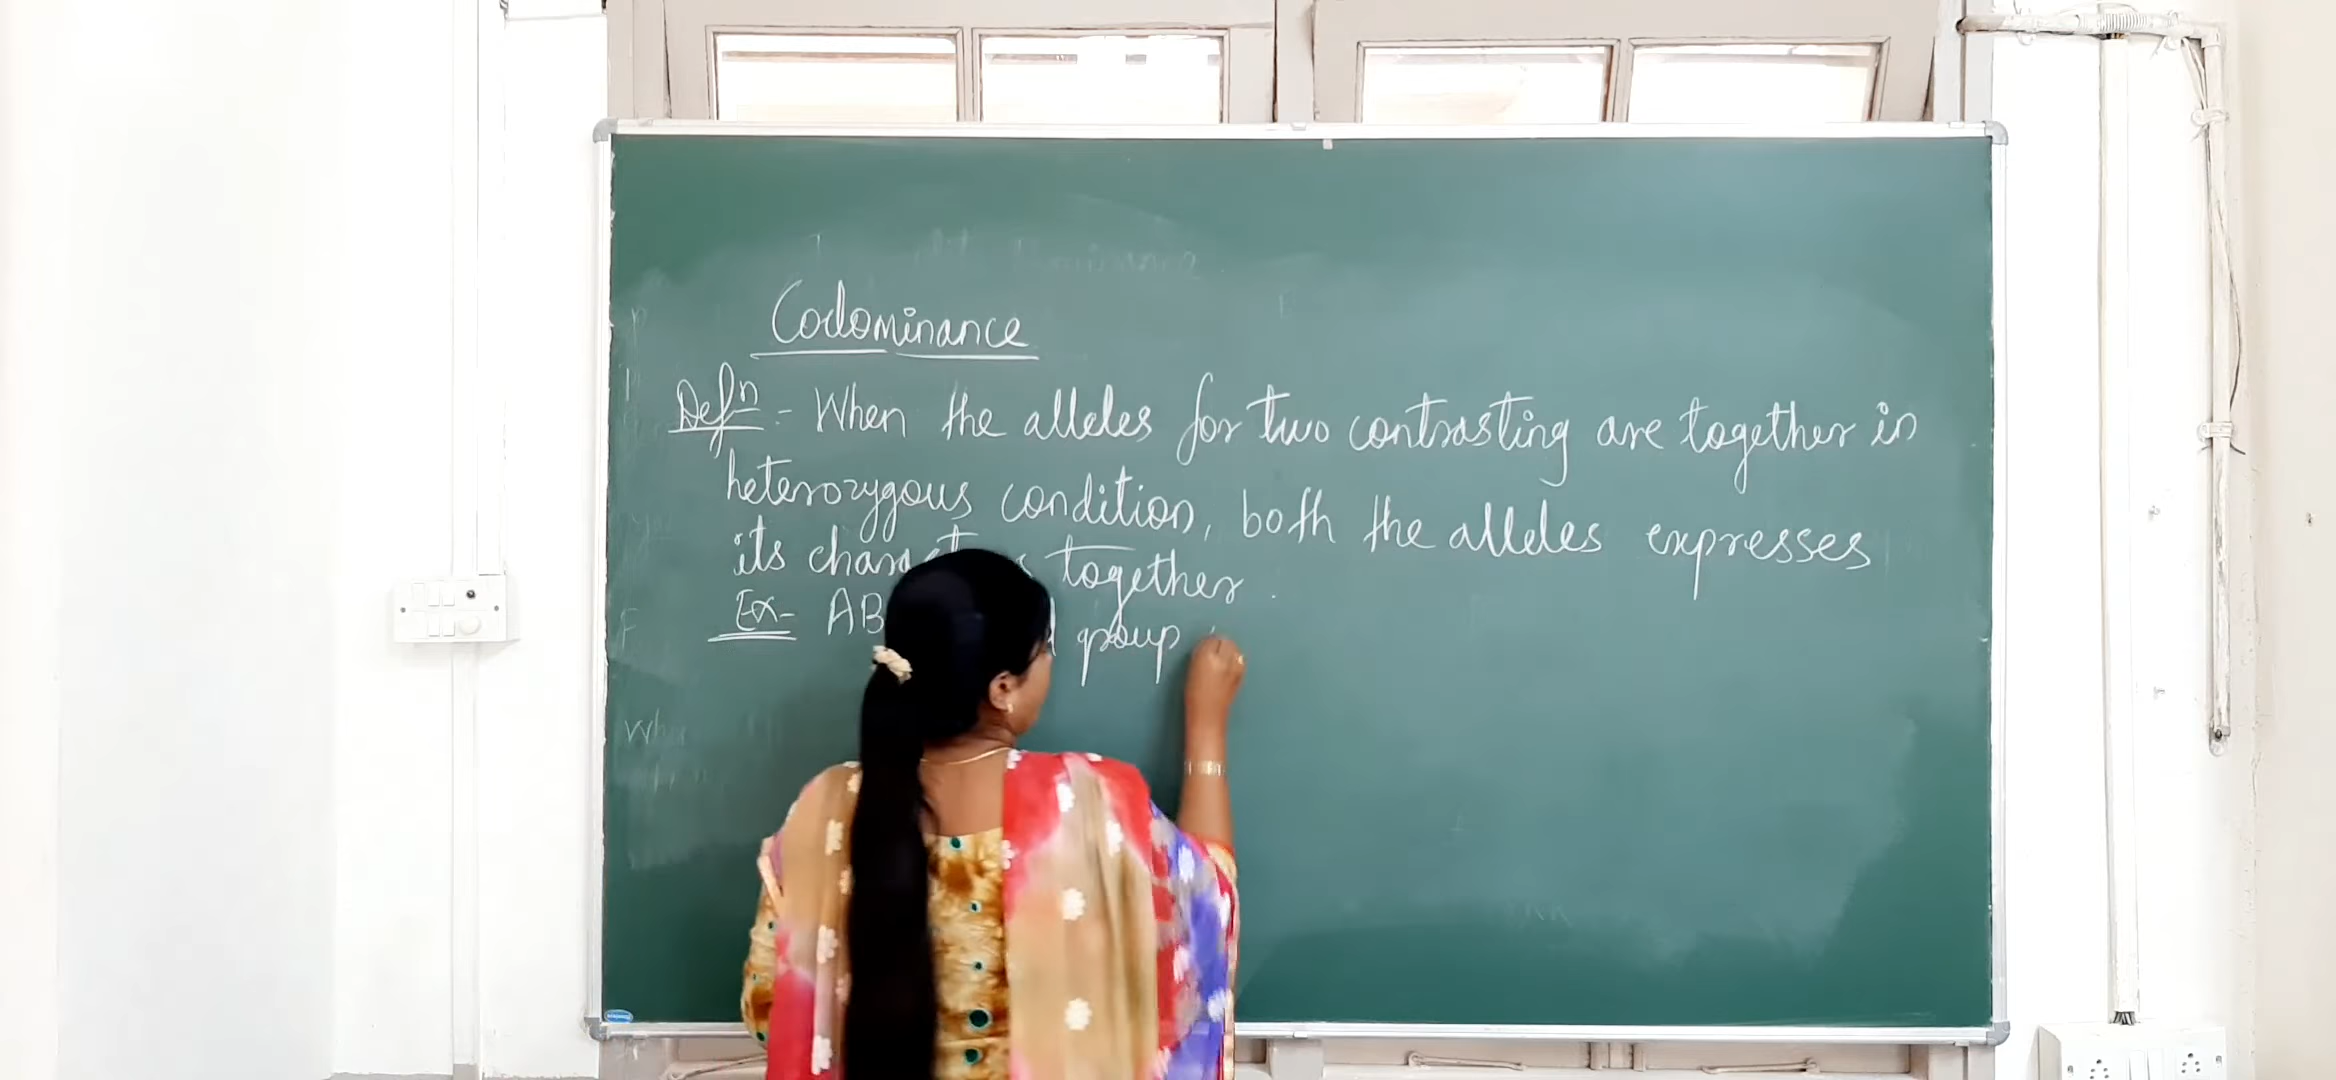 Codominance
Defn:- When the alleles for two contrasting are together in
heterozygous condition, both the alleles expresses
its together.
Ex- AB group